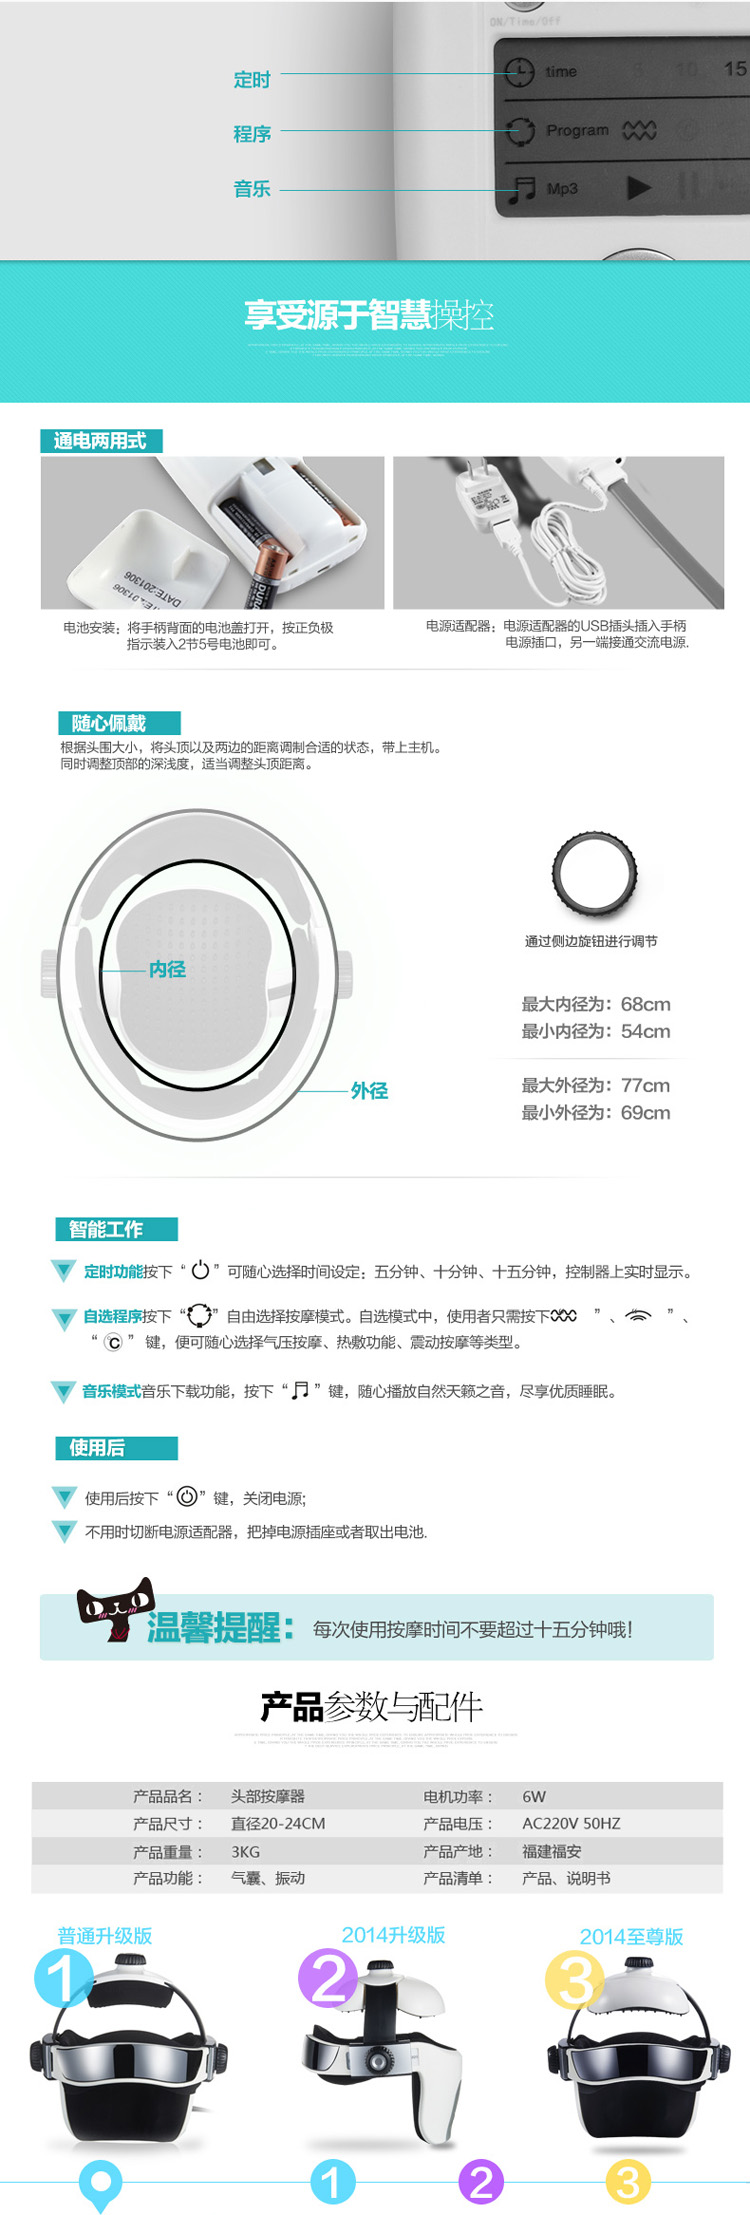 ON/Time/Off
定时
time 5 10 15
程序
Program
音乐
Mp3
享受源于智慧操控
通电两用式
DATE:201306
DATE:201306
DURA
电池安装：将手柄背面的电池盖打开，按正负极
指示装入2节5号电池即可。
电源适配器：电源适配器的USB插头插入手柄
电源插口，另一端接通交流电源.
随心佩戴
根据头围大小，将头顶以及两边的距离调制合适的状态，带上主机。
同时调整顶部的深浅度，适当调整头顶距离。
内径
外径
通过侧边旋钮进行调节
最大内径为：68cm
最小内径为：54cm
最大外径为：77cm
最小外径为：69cm
智能工作
定时功能按下“ ”可随心选择时间设定：五分钟、十分钟、十五分钟，控制器上实时显示。
自选程序按下“ ”自由选择按摩模式。自选模式中，使用者只需按下 ”、 ”、
“ C ” 键，便可随心选择气压按摩、热敷功能、震动按摩等类型。
音乐模式音乐下载功能，按下“ ”键，随心播放自然天籁之音，尽享优质睡眠。
使用后
使用后按下“ ”键，关闭电源;
不用时切断电源适配器，把掉电源插座或者取出电池.
温馨提醒：每次使用按摩时间不要超过十五分钟哦！
产品参数与配件
产品品名： 头部按摩器 电机功率： 6W
产品尺寸： 直径20-24CM 产品电压： AC220V 50HZ
产品重量： 3KG 产品产地： 福建福安
产品功能： 气囊、振动 产品清单： 产品、说明书
普通升级版 2014升级版 2014至尊版
1 2 3
1 2 3